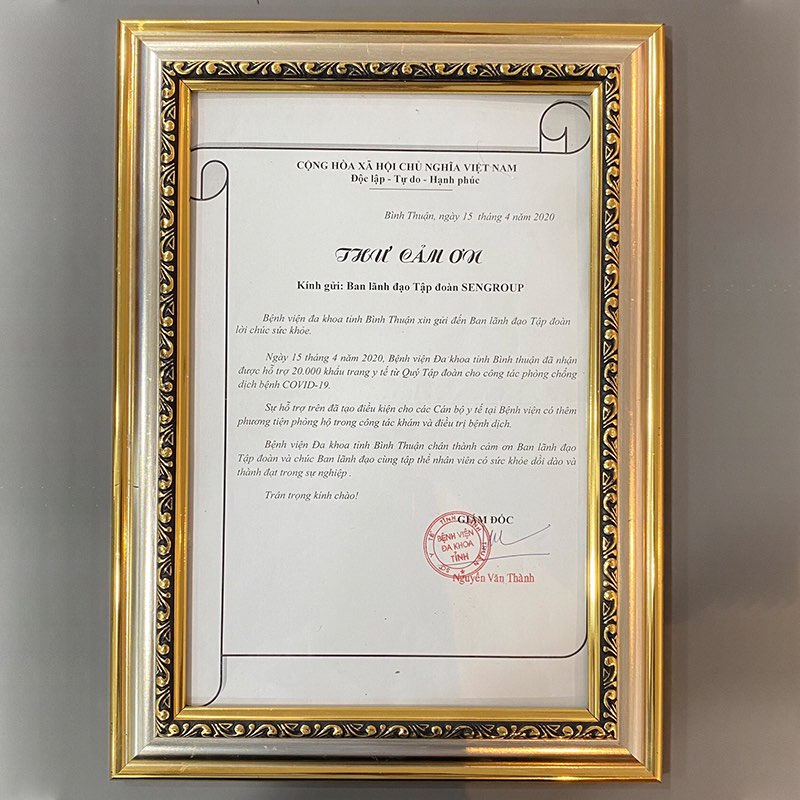 CỘNG HÒA XÃ HỘI CHỦ NGHĨA VIỆT NAM
Độc lập - Tự do - Hạnh phúc
Bình Thuận, ngày 15 tháng 4 năm 2020
THƯ CẢM ƠN
Kính gửi: Ban lãnh đạo Tập đoàn SENGROUP
Bệnh viện đa khoa tỉnh Bình Thuận xin gửi đến Ban lãnh đạo Tập đoàn
lời chúc sức khỏe.
Ngày 15 tháng 4 năm 2020, Bệnh viện Đa khoa tỉnh Bình thuận đã nhận
được hỗ trợ 20.000 khẩu trang y tế từ Quý Tập đoàn cho công tác phòng chống
dịch bệnh COVID-19.
Sự hỗ trợ trên đã tạo điều kiện cho các Cán bộ y tế tại Bệnh viện có thêm
phương tiện phòng hộ trong công tác khám và điều trị bệnh dịch.
Bệnh viện Đa khoa tỉnh Bình Thuận chân thành cảm ơn Ban lãnh đạo
Tập đoàn và chúc Ban lãnh đạo cùng tập thể nhân viên có sức khỏe dồi dào và
thành đạt trong sự nghiệp .
Trân trọng kính chào!
GIÁM ĐỐC
SỞ Y TẾ TỈNH BÌNH THUẬN
BỆNH VIỆN
ĐA KHOA
TỈNH
Nguyễn Văn Thành